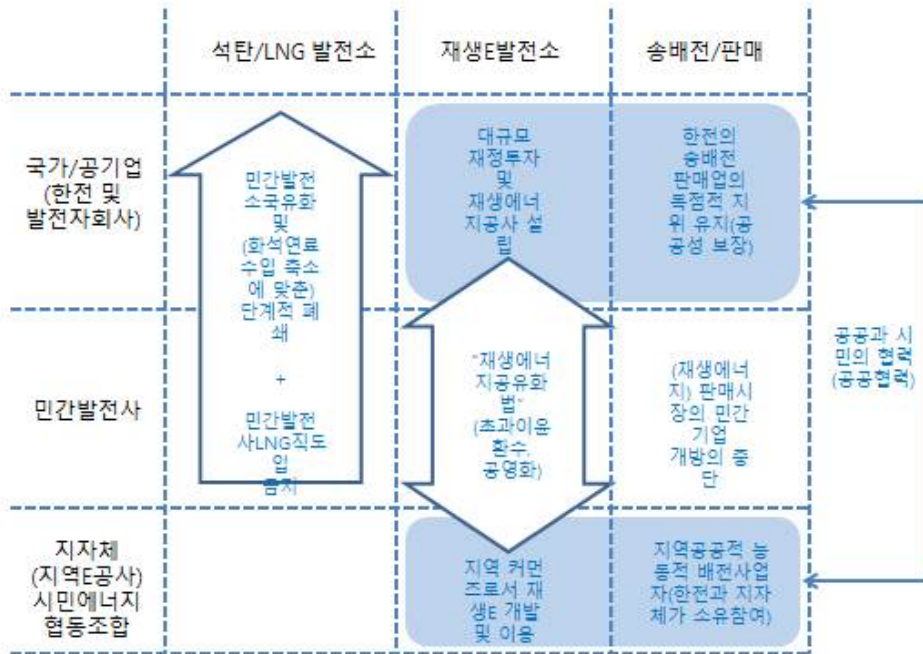 석탄/LNG 발전소
재생E발전소
송배전/판매
국가/공기업
(한전 및
발전자회사)
민간발전
소국유화
및
(화석연료
수입 축소
에 맞춘)
단계적 폐
쇄
+
민간발전
사LNG직도
입
금지
대규모
재정투자
및
재생에너
지공사 설
립
한전의
송배전
판매업의
독점적 지
위 유지(공
공성 보장)
민간발전사
"재생에너
지공유화
법"
(초과이윤
환수,
공영화)
(재생에너
지) 판매시
장의 민간
기업
개방의 중
단
공공과 시
민의 협력
(공공협력)
지자체
(지역E공사)
시민에너지
협동조합
지역 커먼
즈로서 재
생E 개발
및 이용
지역공공적 능
동적 배전사업
자(한전과 지자
체가 소유참여)